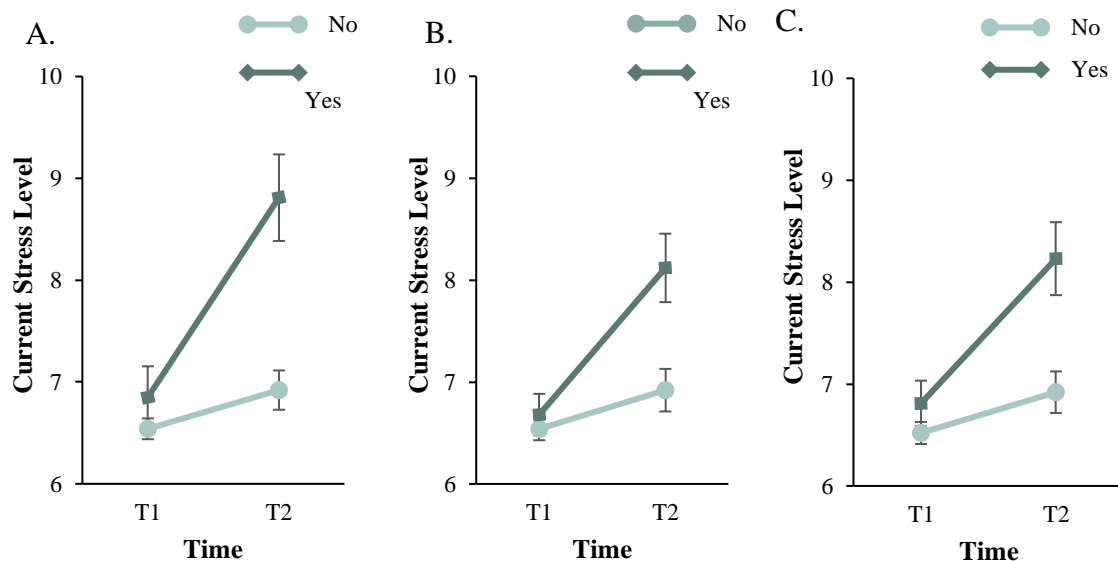 A.
No
Yes
10
9
8
7
6
Current Stress Level
T1 T2
Time
B.
No
Yes
10
9
8
7
6
Current Stress Level
T1 T2
Time
C.
No
Yes
10
9
8
7
6
Current Stress Level
T1 T2
Time